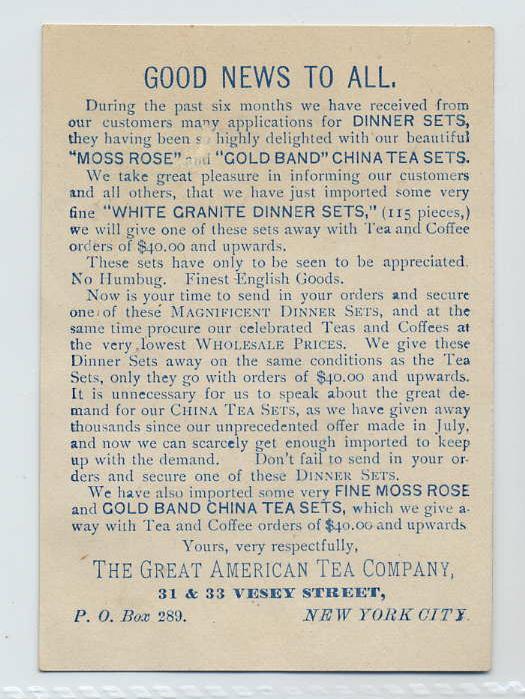 GOOD NEWS TO ALL.
During the past six months we have received from
our customers many applications for DINNER SETS,
they having been so highly delighted with our beautiful
"MOSS ROSE" and "GOLD BAND" CHINA TEA SETS.
We take great pleasure in informing our customers
and all others, that we have just imported some very
fine "WHITE GRANITE DINNER SETS," (115 pieces,)
we will give one of these sets away with Tea and Coffee
orders of $40.00 and upwards.
These sets have only to be seen to be appreciated.
No Humbug. Finest English Goods.
Now is your time to send in your orders and secure
one of these MAGNIFICENT DINNER SETS, and at the
same time procure our celebrated Teas and Coffees at
the very lowest WHOLESALE PRICES. We give these
Dinner Sets away on the same conditions as the Tea
Sets, only they go with orders of $40.00 and upwards.
It is unnecessary for us to speak about the great de-
mand for our CHINA TEA SETS, as we have given away
thousands since our unprecedented offer made in July,
and now we can scarcely get enough imported to keep
up with the demand. Don't fail to send in your or-
ders and secure one of these DINNER SETS.
We have also imported some very FINE MOSS ROSE
and GOLD BAND CHINA TEA SETS, which we give a-
way with Tea and Coffee orders of $40.00 and upwards
Yours, very respectfully,
THE GREAT AMERICAN TEA COMPANY,
31 & 33 VESEY STREET,
P. O. Box 289. NEW YORK CITY.